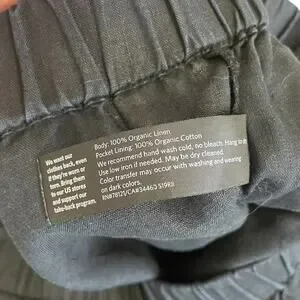 We want our
clothes back, even
if they're worn or
torn. Bring them
to our US stores
and support our
take-back program.
Body: 100% Organic Linen
Pocket Lining: 100% Organic Cotton
We recommend hand wash cold, no bleach. Hang to
Use low iron if needed. May be dry cleaned.
Color transfer may occur with washing and wearing
on dark colors.